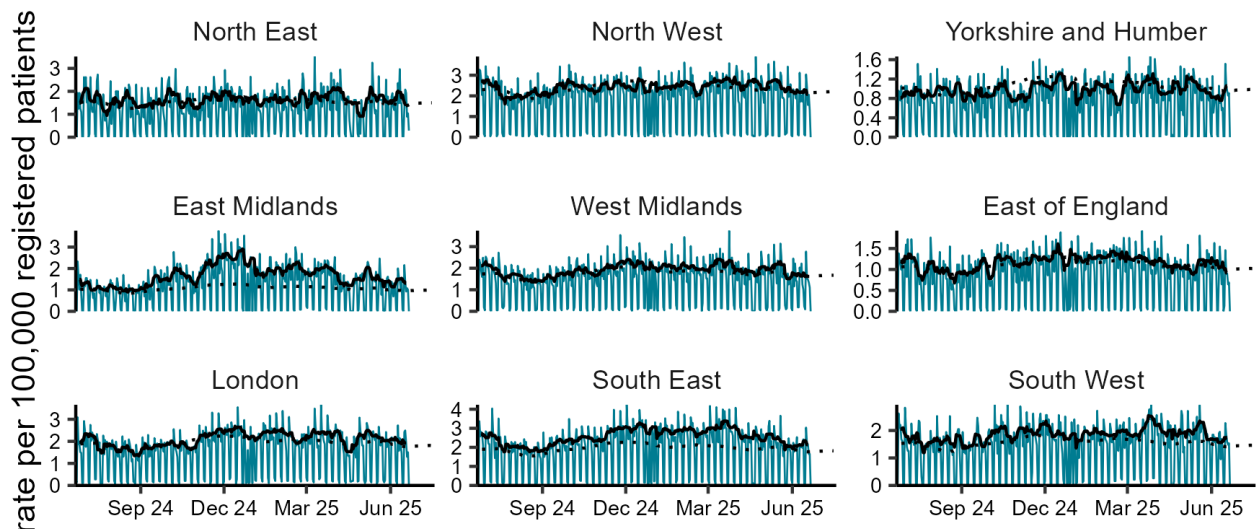 rate per 100,000 registered patients
North East
North West
Yorkshire and Humber
3
2
1
0
3
2
1
0
1.6
1.2
0.8
0.4
0.0
East Midlands
West Midlands
East of England
3
2
1
0
3
2
1
0
1.5
1.0
0.5
0.0
London
South East
South West
3
2
1
0
4
3
2
1
0
2
1
0
Sep 24 Dec 24 Mar 25 Jun 25
Sep 24 Dec 24 Mar 25 Jun 25
Sep 24 Dec 24 Mar 25 Jun 25